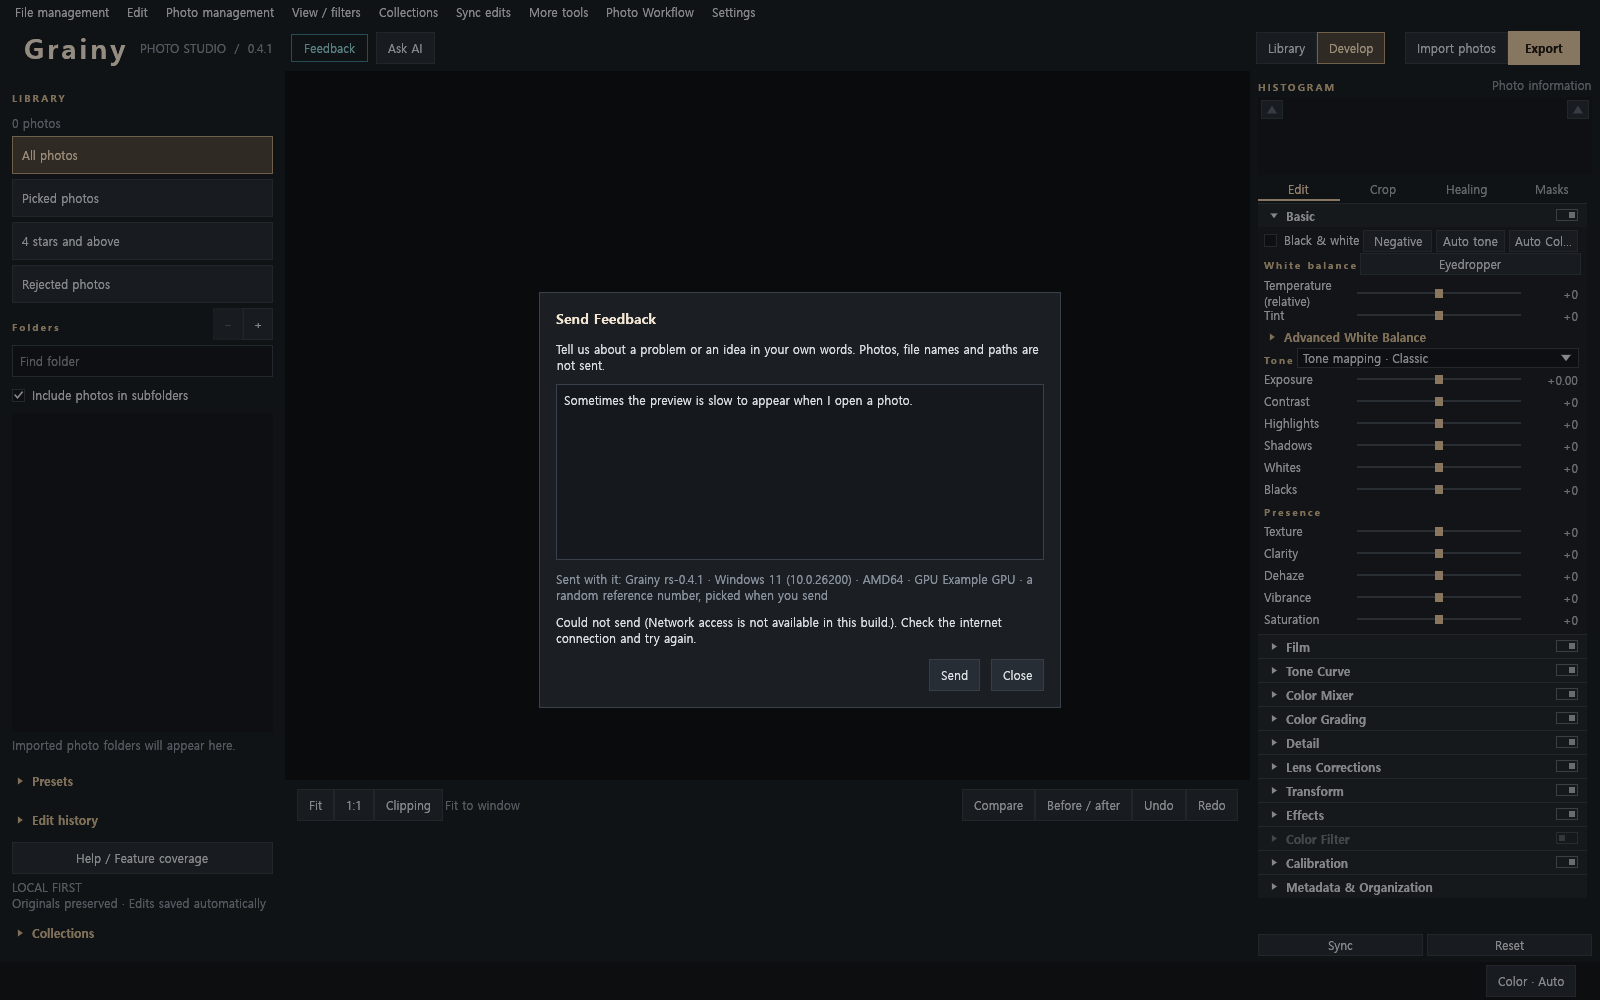 File management Edit Photo management View / filters Collections Sync edits More tools Photo Workflow Settings
Grainy PHOTO STUDIO / 0.4.1 Feedback Ask AI Library Develop Import photos Export
LIBRARY
0 photos
All photos
Picked photos
4 stars and above
Rejected photos
Folders − +
Find folder
Include photos in subfolders
Imported photo folders will appear here.
Presets
Edit history
Help / Feature coverage
LOCAL FIRST
Originals preserved · Edits saved automatically
Collections
Send Feedback
Tell us about a problem or an idea in your own words. Photos, file names and paths are
not sent.
Sometimes the preview is slow to appear when I open a photo.
Sent with it: Grainy rs-0.4.1 · Windows 11 (10.0.26200) · AMD64 · GPU Example GPU · a
random reference number, picked when you send
Could not send (Network access is not available in this build.). Check the internet
connection and try again.
Send Close
Fit 1:1 Clipping Fit to window Compare Before / after Undo Redo
HISTOGRAM Photo information
Edit Crop Healing Masks
Basic
Black & white Negative Auto tone Auto Col...
White balance Eyedropper
Temperature
(relative) +0
Tint +0
Advanced White Balance
Tone Tone mapping · Classic
Exposure +0.00
Contrast +0
Highlights +0
Shadows +0
Whites +0
Blacks +0
Presence
Texture +0
Clarity +0
Dehaze +0
Vibrance +0
Saturation +0
Film
Tone Curve
Color Mixer
Color Grading
Detail
Lens Corrections
Transform
Effects
Color Filter
Calibration
Metadata & Organization
Sync Reset
Color · Auto